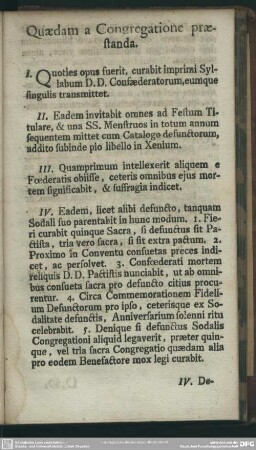 Quædam a Congregatione præ-
standa.
I. Quoties opus fuerit, curabit imprimi Syl-
labum D. D. Confœderatorum, eumque
singulis transmittet.
II. Eadem invitabit omnes ad Festum Ti-
tulare, & una SS. Menstruos in totum annum
sequentem mittet cum Catalogo defunctorum,
addito subinde pio libello in Xenium.
III. Quamprimum intellexerit aliquem e
Fœderatis obiisse, ceteris omnibus ejus mor-
tem significabit, & suffragia indicet.
IV. Eadem, licet alibi defuncto, tanquam
Sodali suo parentabit in hunc modum. 1. Fie-
ri curabit quinque Sacra, si defunctus sit Pa-
ctista, tria vero sacra, si sit extra pactum. 2.
Proximo in Conventu consuetas preces indi-
cet, ac persolvet. 3. Confœderati mortem
reliquis D. D. Pactistis nunciabit, ut ab omni-
bus consueta sacra pro defuncto citius procu-
rentur. 4. Circa Commemorationem Fideli-
um Defunctorum pro ipso, ceterisque ex So-
dalitate defunctis, Anniversarium solenni ritu
celebrabit. 5. Denique si defunctus Sodalis
Congregationi aliquid legaverit, præter quin-
que, vel tria sacra Congregatio quædam alia
pro eodem Benefactore mox legi curabit.
IV. De-